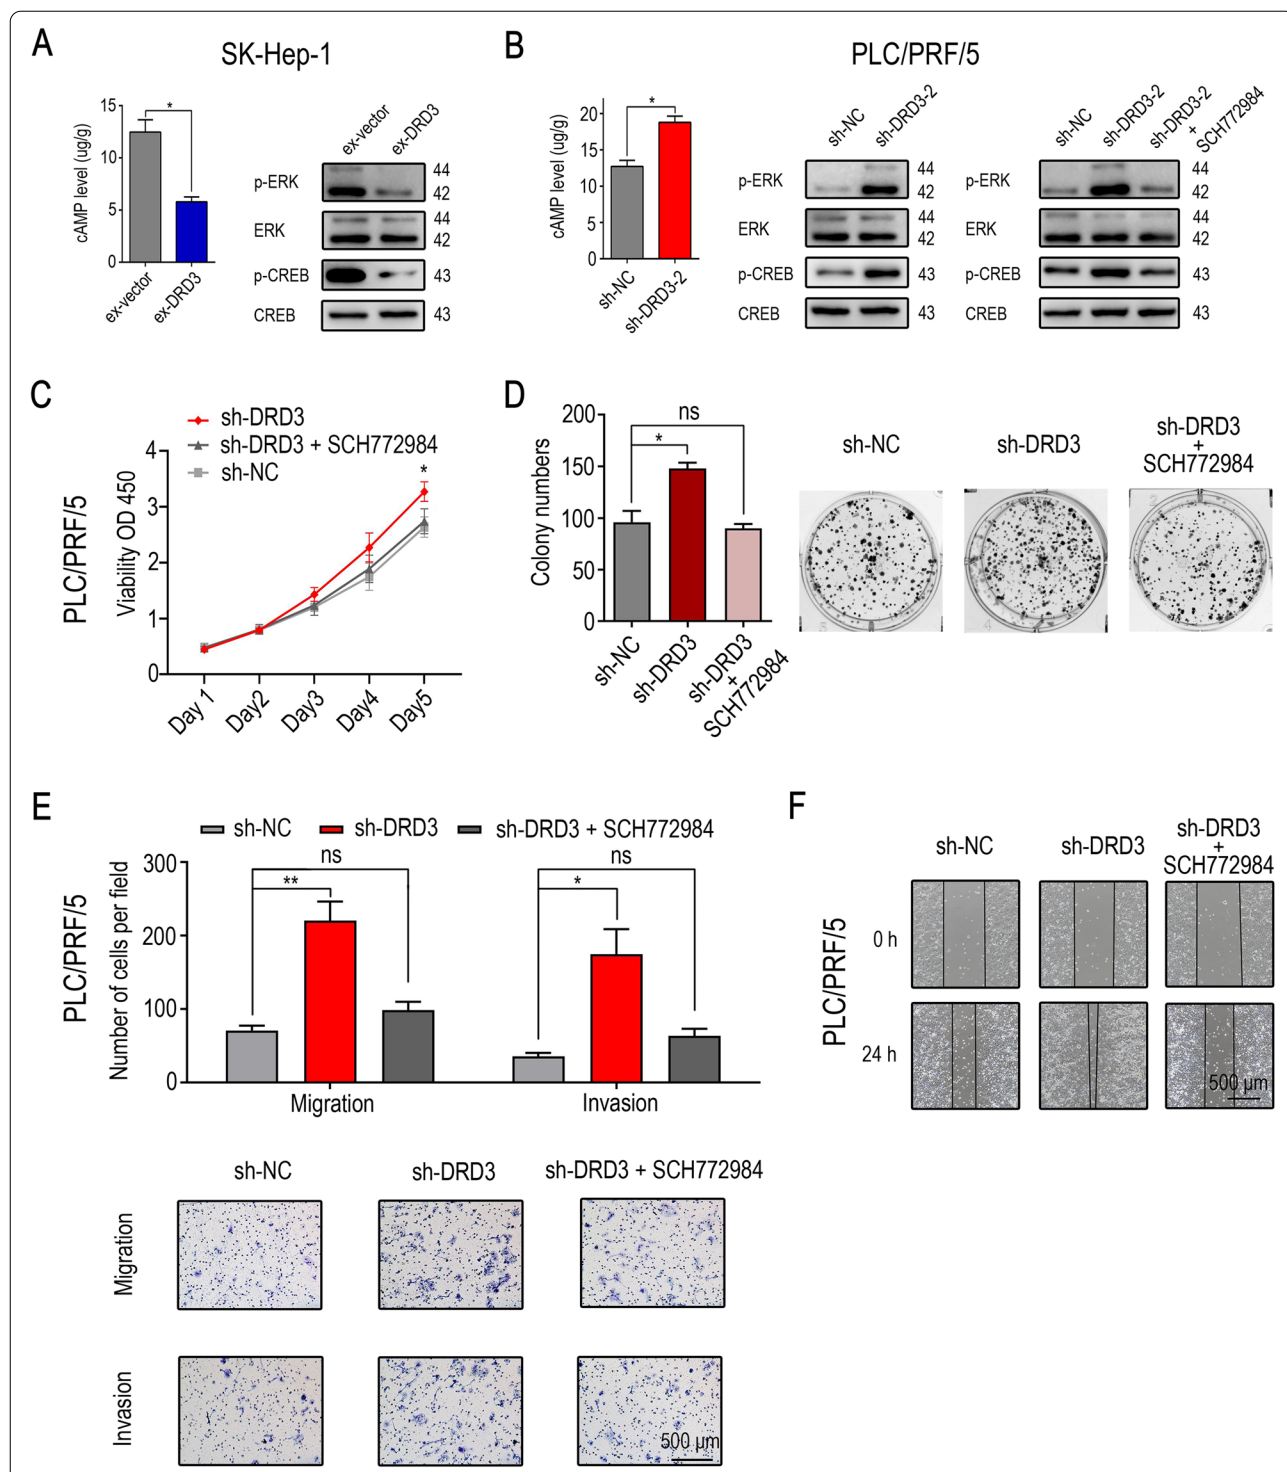 A
SK-Hep-1
cAMP level (ug/g)
15
10
5
0
*
ex-vector
ex-DRD3
ex-vector
ex-DRD3
p-ERK
44
42
ERK
44
42
p-CREB
43
CREB
43
B
PLC/PRF/5
cAMP level (ug/g)
20
15
10
5
0
*
sh-NC
sh-DRD3-2
sh-NC
sh-DRD3-2
p-ERK
44
42
ERK
44
42
p-CREB
43
CREB
43
sh-NC
sh-DRD3-2
sh-DRD3-2
+
SCH772984
p-ERK
44
42
ERK
44
42
p-CREB
43
CREB
43
C
PLC/PRF/5
sh-DRD3
sh-DRD3 + SCH772984
sh-NC
Viability OD 450
4
3
2
1
0
*
Day 1
Day2
Day3
Day4
Day5
D
Colony numbers
200
150
100
50
0
ns
*
sh-NC
sh-DRD3
sh-DRD3
+
SCH772984
sh-NC
sh-DRD3
sh-DRD3
+
SCH772984
E
PLC/PRF/5
sh-NC
sh-DRD3
sh-DRD3 + SCH772984
Number of cells per field
300
200
100
0
ns
**
ns
*
Migration
Invasion
sh-NC
sh-DRD3
sh-DRD3 + SCH772984
Migration
Invasion
500 µm
F
PLC/PRF/5
sh-NC
sh-DRD3
sh-DRD3
+
SCH772984
0 h
24 h
500 µm